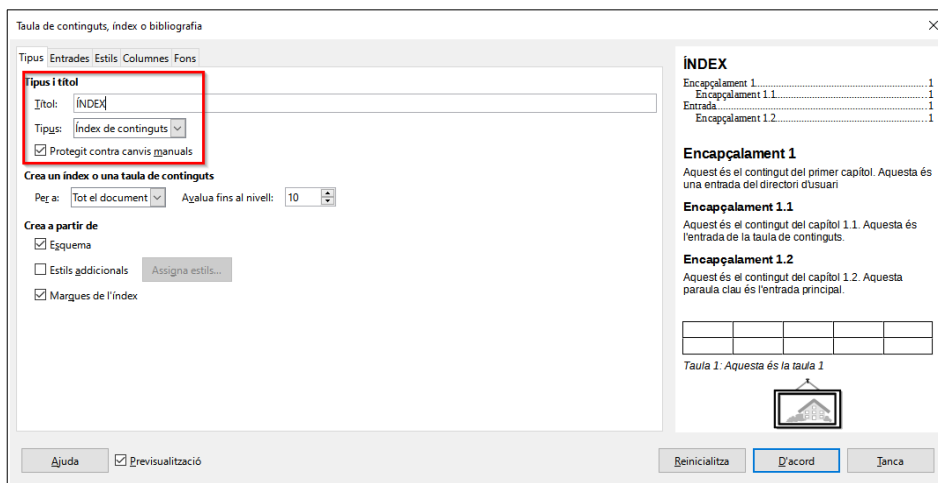 Taula de continguts, índex o bibliografia
Tipus Entrades Estils Columnes Fons
Tipus i títol
Títol: ÍNDEX
Tipus: Índex de continguts
Protegit contra canvis manuals
Crea un índex o una taula de continguts
Per a: Tot el document Avalua fins al nivell: 10
Crea a partir de
Esquema
Estils addicionals Assigna estils...
Marques de l'índex
ÍNDEX
Encapçalament 1.......1
Encapçalament 1.1.......1
Entrada.......1
Encapçalament 1.2.......1
Encapçalament 1
Aquest és el contingut del primer capítol. Aquesta és
una entrada del directori d'usuari
Encapçalament 1.1
Aquest és el contingut del capítol 1.1. Aquesta és
l'entrada de la taula de continguts.
Encapçalament 1.2
Aquest és el contingut del capítol 1.2. Aquesta
paraula clau és l'entrada principal.
Taula 1: Aquesta és la taula 1
Ajuda Previsualització Reinicialitza D'acord Tanca